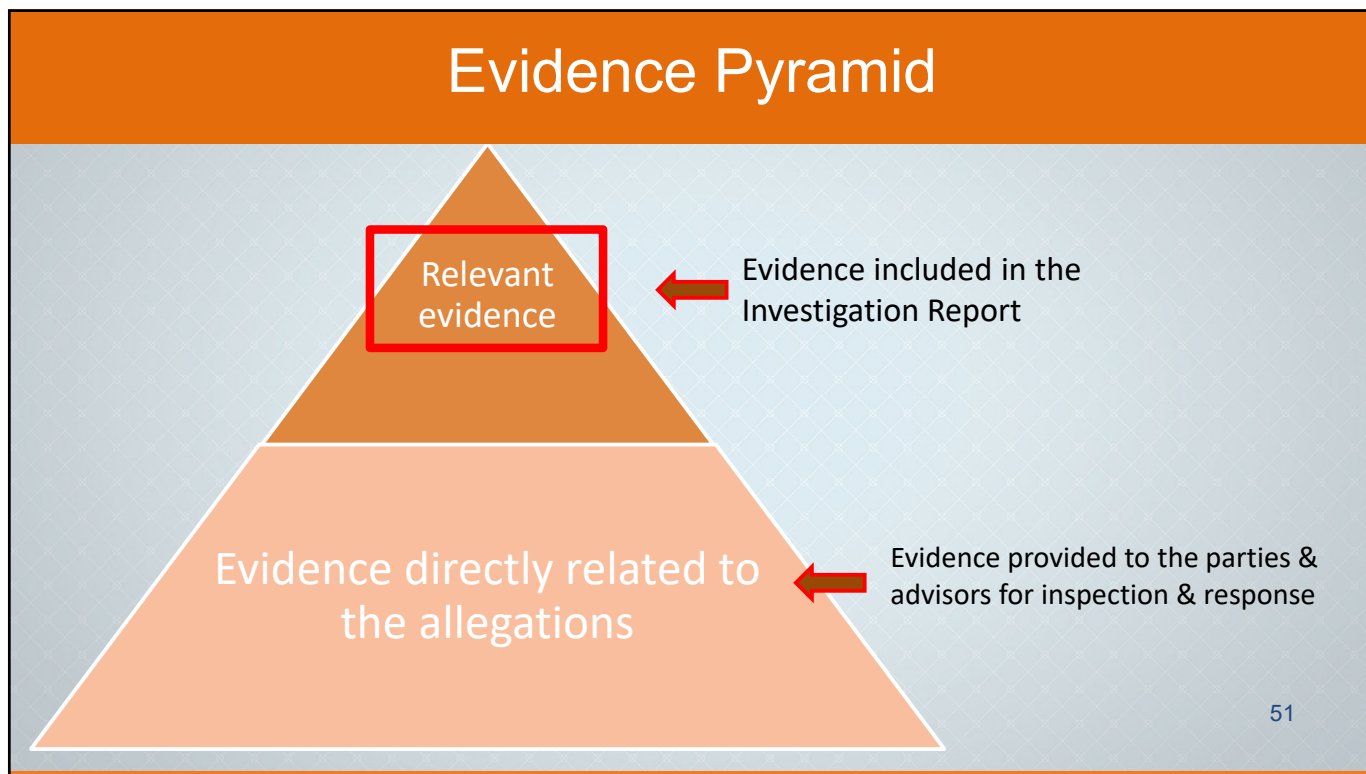 Evidence Pyramid
Relevant
evidence
Evidence included in the
Investigation Report
Evidence directly related to
the allegations
Evidence provided to the parties &
advisors for inspection & response
51